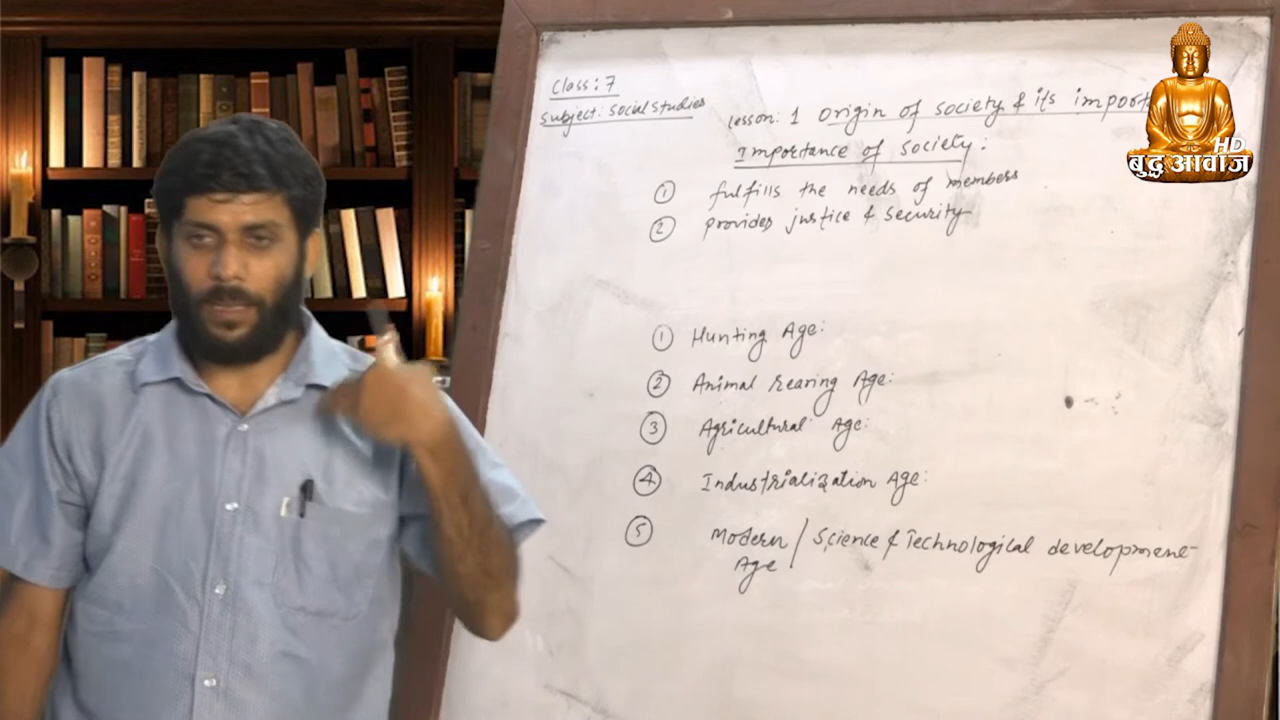 Class: 7
Subject: Social studies
Lesson: 1 Origin of society & its import
Importance of society:
① fulfills the needs of members
② provides justice & security
① Hunting Age:
② Animal rearing Age:
③ Agricultural Age:
④ Industrialization Age:
⑤ Modern / Science & Technological development
Age
HD
बुद्ध आवाज